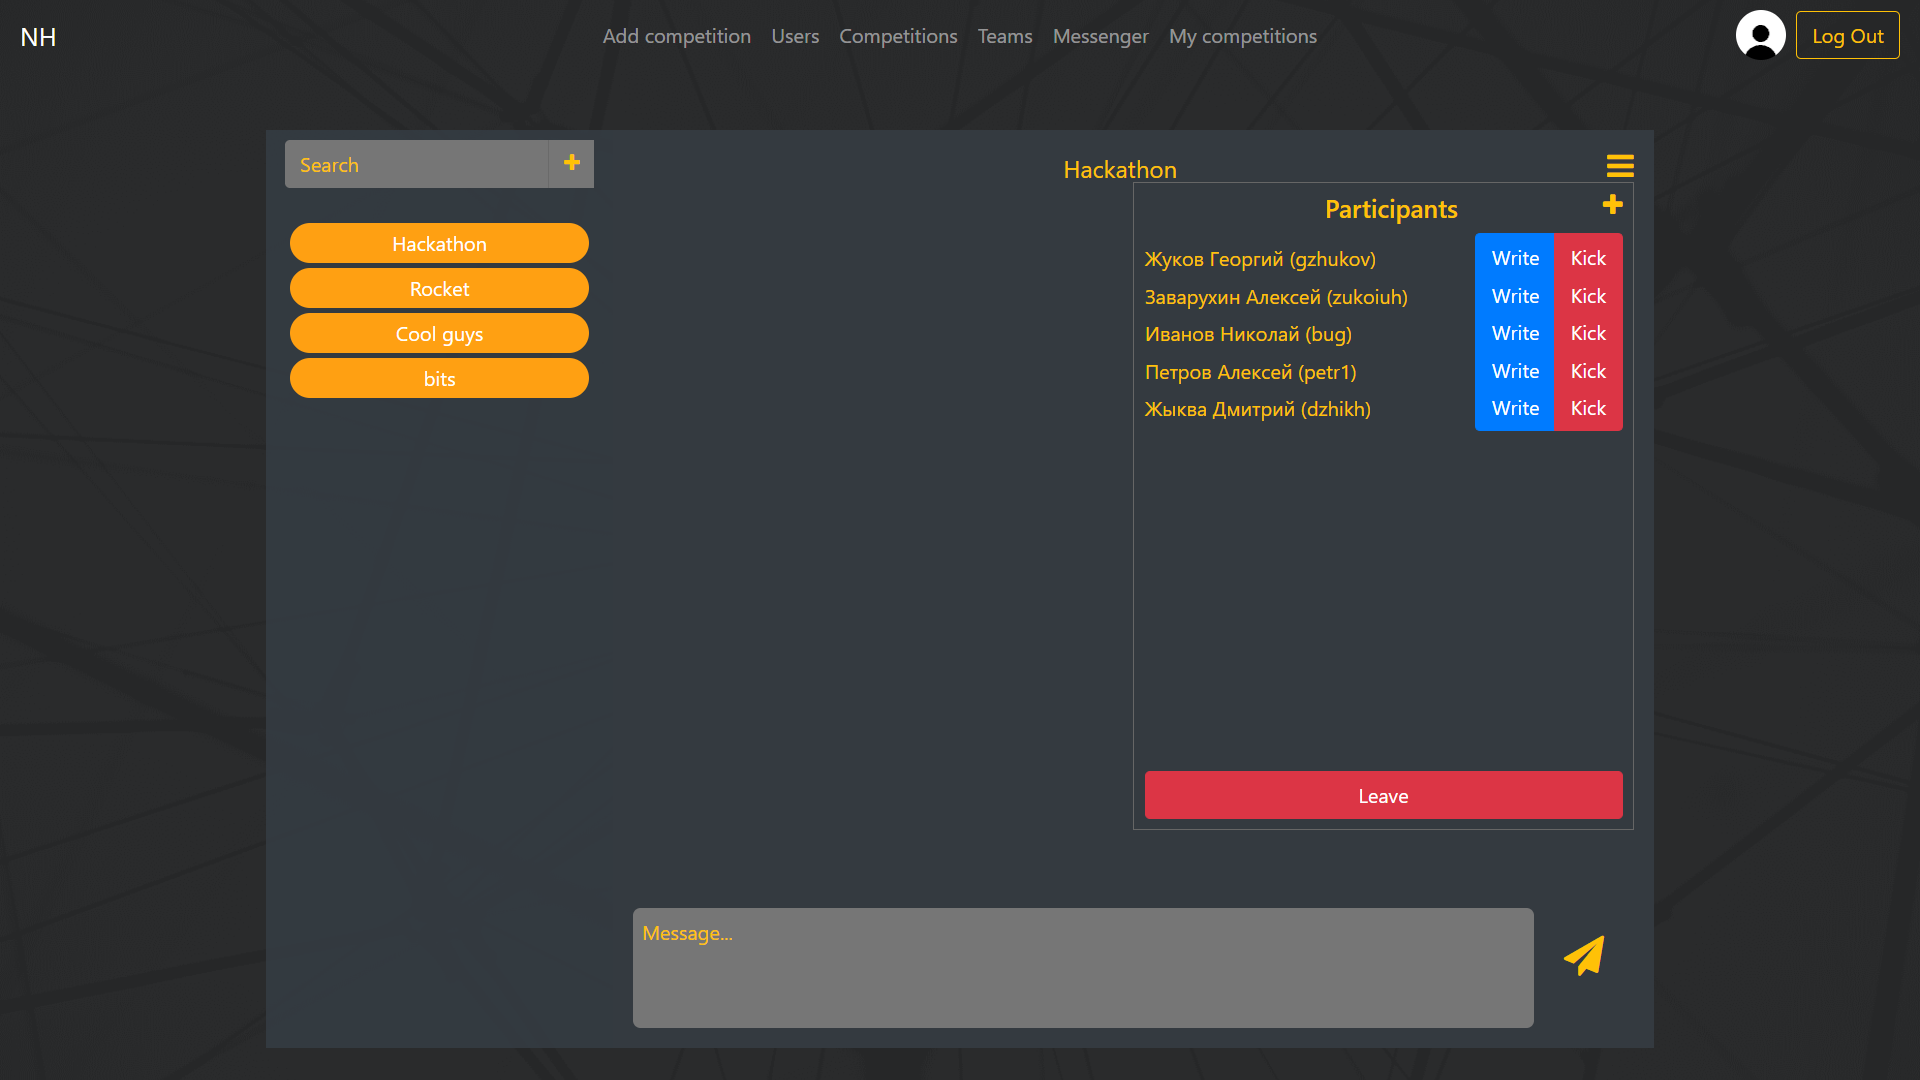 NH
Add competition Users Competitions Teams Messenger My competitions
Log Out
Search
Hackathon
Rocket
Cool guys
bits
Hackathon
Participants
Жуков Георгий (gzhukov) Write Kick
Заварухин Алексей (zukoiuh) Write Kick
Иванов Николай (bug) Write Kick
Петров Алексей (petr1) Write Kick
Жыква Дмитрий (dzhikh) Write Kick
Leave
Message...